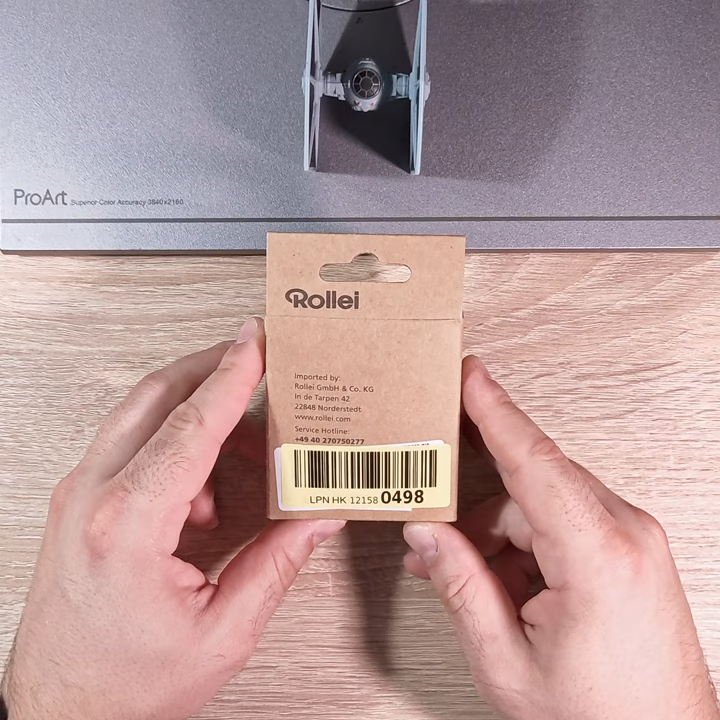 ProArt Superior Color Accuracy 3840x2160
Rollei
Imported by:
Rollei GmbH & Co. KG
In de Tarpen 42
22848 Norderstedt
www.rollei.com
Service Hotline:
+49 40 270750277
LPN HK 12158 0498